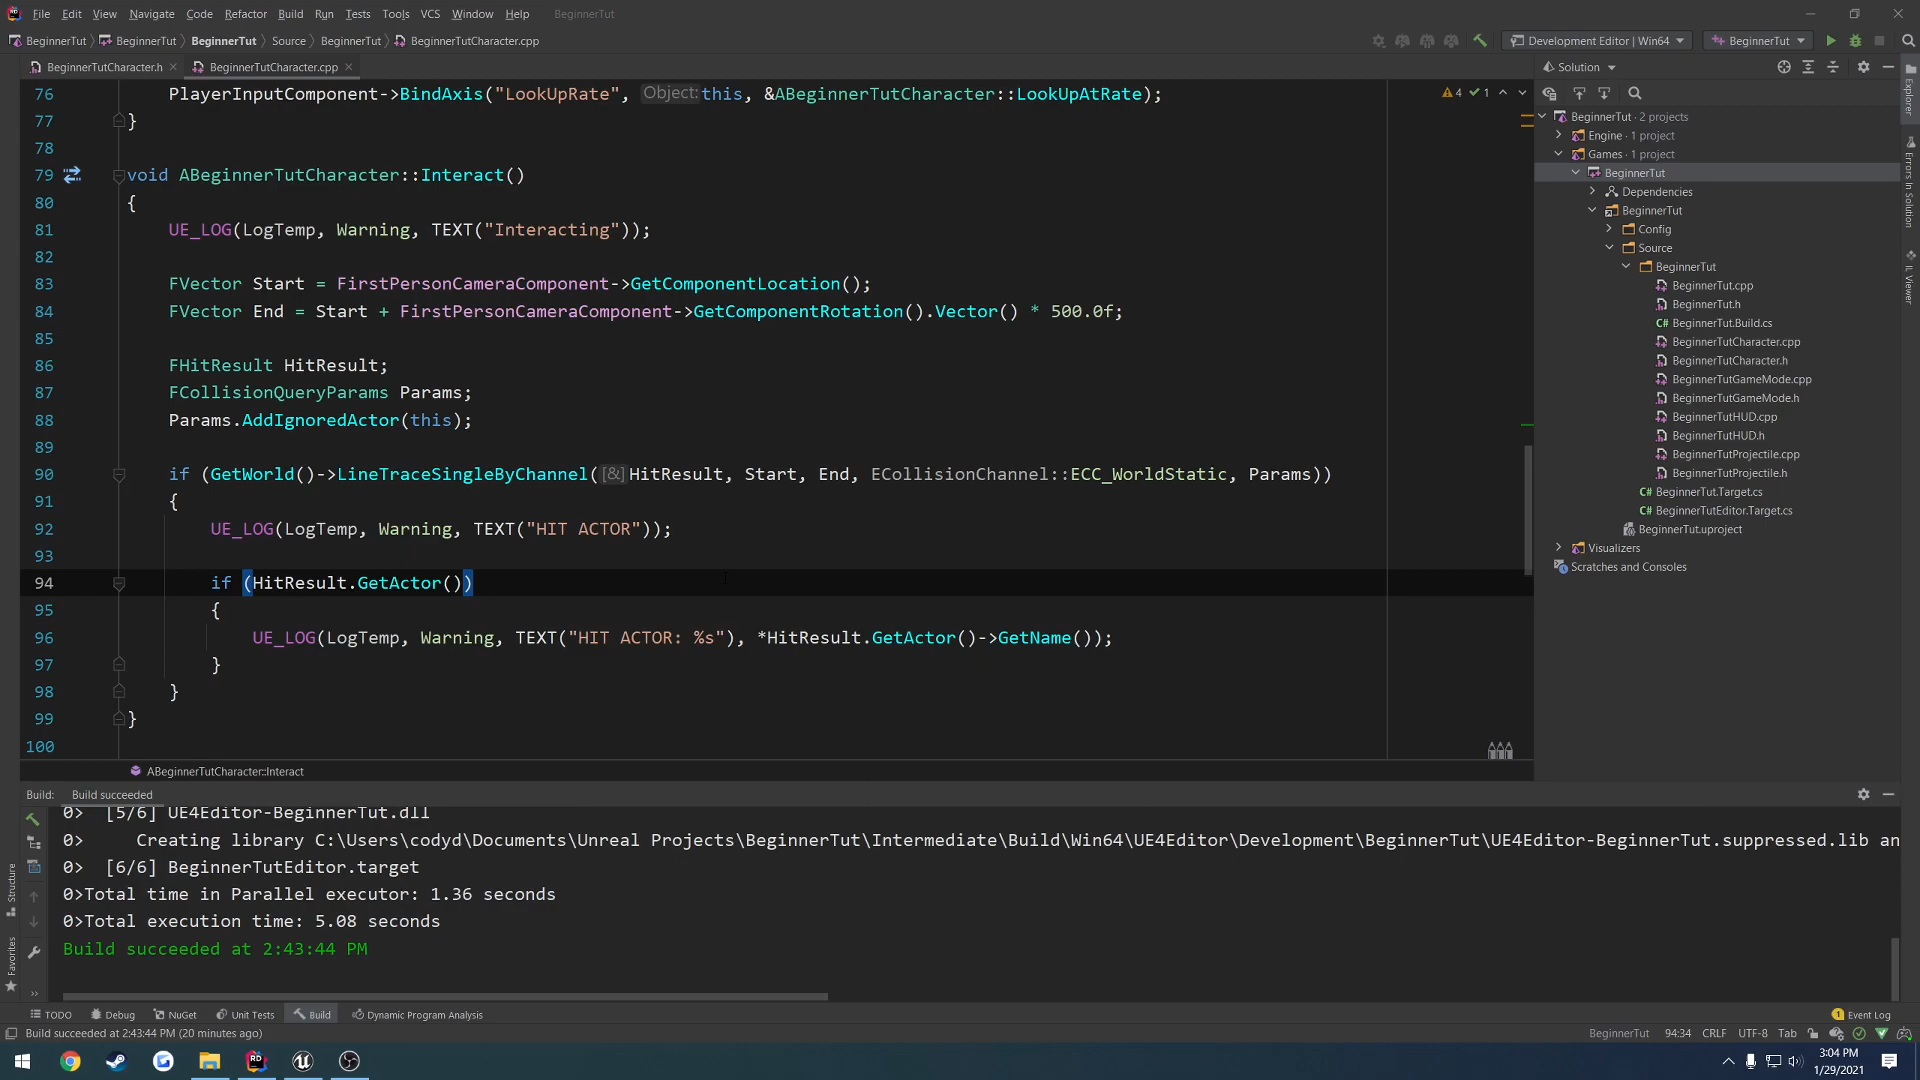 File Edit View Navigate Code Refactor Build Run Tests Tools VCS Window Help BeginnerTut
BeginnerTut BeginnerTut BeginnerTut Source BeginnerTut BeginnerTutCharacter.cpp Development Editor | Win64 BeginnerTut
BeginnerTutCharacter.h BeginnerTutCharacter.cpp
76 PlayerInputComponent->BindAxis("LookUpRate", Object: this, &ABeginnerTutCharacter::LookUpAtRate);
4 1
77 }
78
79 void ABeginnerTutCharacter::Interact()
80 {
81 UE_LOG(LogTemp, Warning, TEXT("Interacting"));
82
83 FVector Start = FirstPersonCameraComponent->GetComponentLocation();
84 FVector End = Start + FirstPersonCameraComponent->GetComponentRotation().Vector() * 500.0f;
85
86 FHitResult HitResult;
87 FCollisionQueryParams Params;
88 Params.AddIgnoredActor(this);
89
90 if (GetWorld()->LineTraceSingleByChannel([&] HitResult, Start, End, ECollisionChannel::ECC_WorldStatic, Params))
91 {
92 UE_LOG(LogTemp, Warning, TEXT("HIT ACTOR"));
93
94 if (HitResult.GetActor())
95 {
96 UE_LOG(LogTemp, Warning, TEXT("HIT ACTOR: %s"), *HitResult.GetActor()->GetName());
97 }
98 }
99 }
100
ABeginnerTutCharacter::Interact
Solution
BeginnerTut · 2 projects
Engine · 1 project
Games · 1 project
BeginnerTut
Dependencies
BeginnerTut
Config
Source
BeginnerTut
BeginnerTut.cpp
BeginnerTut.h
C# BeginnerTut.Build.cs
BeginnerTutCharacter.cpp
BeginnerTutCharacter.h
BeginnerTutGameMode.cpp
BeginnerTutGameMode.h
BeginnerTutHUD.cpp
BeginnerTutHUD.h
BeginnerTutProjectile.cpp
BeginnerTutProjectile.h
C# BeginnerTut.Target.cs
C# BeginnerTutEditor.Target.cs
BeginnerTut.uproject
Visualizers
Scratches and Consoles
Explorer
Errors In Solution
IL Viewer
Build: Build succeeded
0> [5/6] UE4Editor-BeginnerTut.dll
0> Creating library C:\Users\codyd\Documents\Unreal Projects\BeginnerTut\Intermediate\Build\Win64\UE4Editor\Development\BeginnerTut\UE4Editor-BeginnerTut.suppressed.lib an
0> [6/6] BeginnerTutEditor.target
0>Total time in Parallel executor: 1.36 seconds
0>Total execution time: 5.08 seconds
Build succeeded at 2:43:44 PM
Structure
Favorites
TODO Debug NuGet Unit Tests Build Dynamic Program Analysis 1 Event Log
Build succeeded at 2:43:44 PM (20 minutes ago) BeginnerTut 94:34 CRLF UTF-8 Tab
3:04 PM
1/29/2021